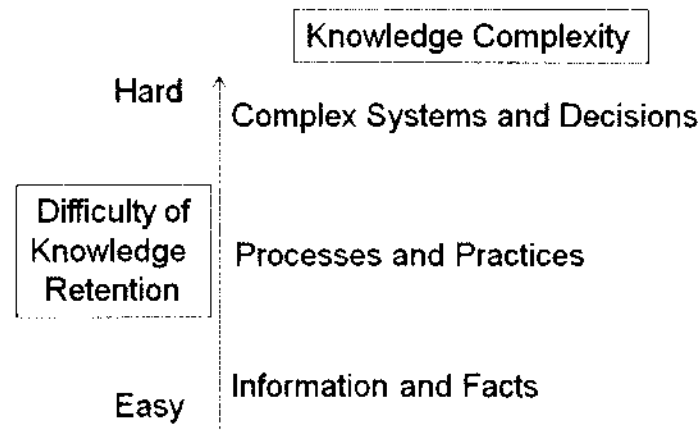 Knowledge Complexity
Hard
Complex Systems and Decisions
Difficulty of
Knowledge
Retention
Processes and Practices
Information and Facts
Easy